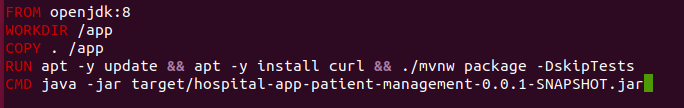 FROM openjdk:8
WORKDIR /app
COPY . /app
RUN apt -y update && apt -y install curl && ./mvnw package -DskipTests
CMD java -jar target/hospital-app-patient-management-0.0.1-SNAPSHOT.jar